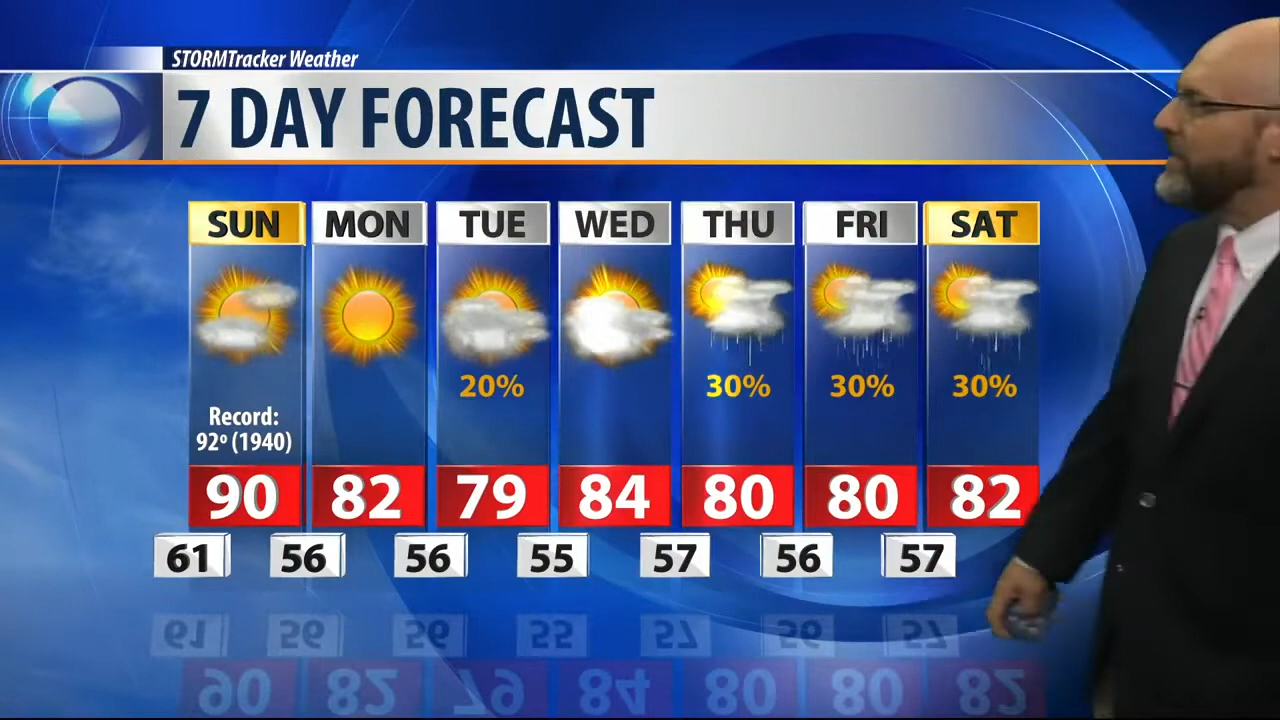 STORMTracker Weather
7 DAY FORECAST
SUN MON TUE WED THU FRI SAT
20% 30% 30% 30%
Record:
92º (1940)
90 82 79 84 80 80 82
61 56 56 55 57 56 57